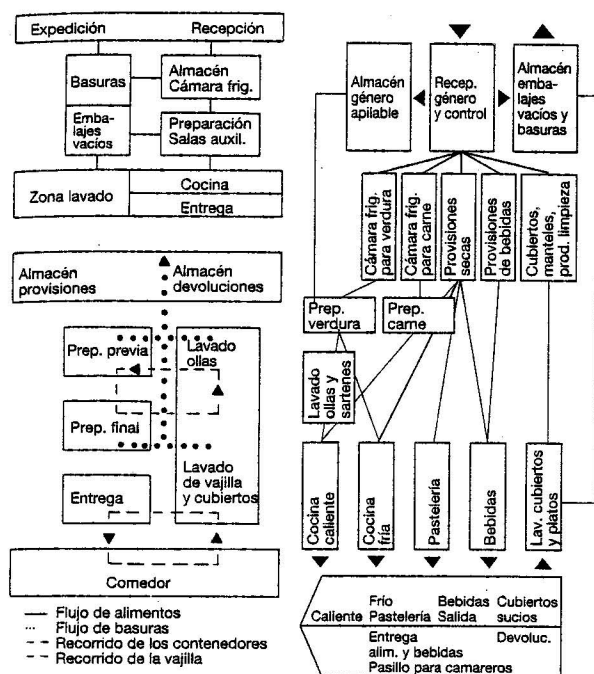 Expedición
Recepción
Basuras
Almacén
Cámara frig.
Emba-
lajes
vacíos
Preparación
Salas auxil.
Zona lavado
Cocina
Entrega
Almacén
provisiones
Almacén
devoluciones
Prep. previa
Lavado
ollas
Prep. final
Entrega
Lavado
de vajilla
y cubiertos
Comedor
Flujo de alimentos
Flujo de basuras
Recorrido de los contenedores
Recorrido de la vajilla
Almacén
género
apilable
Recep.
género
y control
Almacén
emba-
lajes
vacíos y
basuras
Cámara frig.
para verdura
Cámara frig.
para carne
Provisiones
secas
Provisiones
de bebidas
Cubiertos,
manteles,
prod. limpieza
Prep.
verdura
Prep.
carne
Lavado
ollas y
sartenes
Cocina
caliente
Cocina
fría
Pastelería
Bebidas
Lav. cubiertos
y platos
Caliente
Frío
Pastelería
Bebidas
Salida
Cubiertos
sucios
Entrega
alim. y bebidas
Pasillo para camareros
Devoluc.